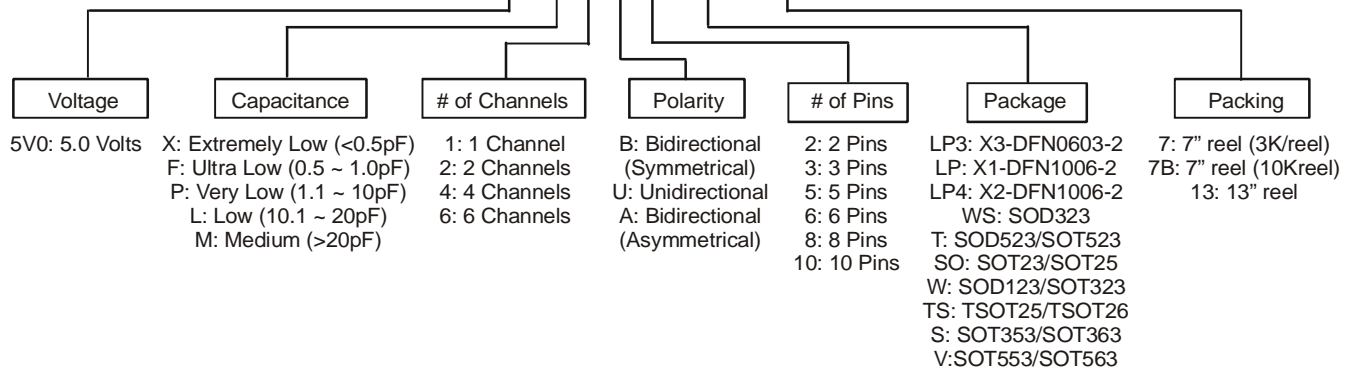 Voltage
5V0: 5.0 Volts
Capacitance
X: Extremely Low (<0.5pF)
F: Ultra Low (0.5 ~ 1.0pF)
P: Very Low (1.1 ~ 10pF)
L: Low (10.1 ~ 20pF)
M: Medium (>20pF)
# of Channels
1: 1 Channel
2: 2 Channels
4: 4 Channels
6: 6 Channels
Polarity
B: Bidirectional
(Symmetrical)
U: Unidirectional
A: Bidirectional
(Asymmetrical)
# of Pins
2: 2 Pins
3: 3 Pins
5: 5 Pins
6: 6 Pins
8: 8 Pins
10: 10 Pins
Package
LP3: X3-DFN0603-2
LP: X1-DFN1006-2
LP4: X2-DFN1006-2
WS: SOD323
T: SOD523/SOT523
SO: SOT23/SOT25
W: SOD123/SOT323
TS: TSOT25/TSOT26
S: SOT353/SOT363
V:SOT553/SOT563
Packing
7: 7” reel (3K/reel)
7B: 7” reel (10Kreel)
13: 13” reel